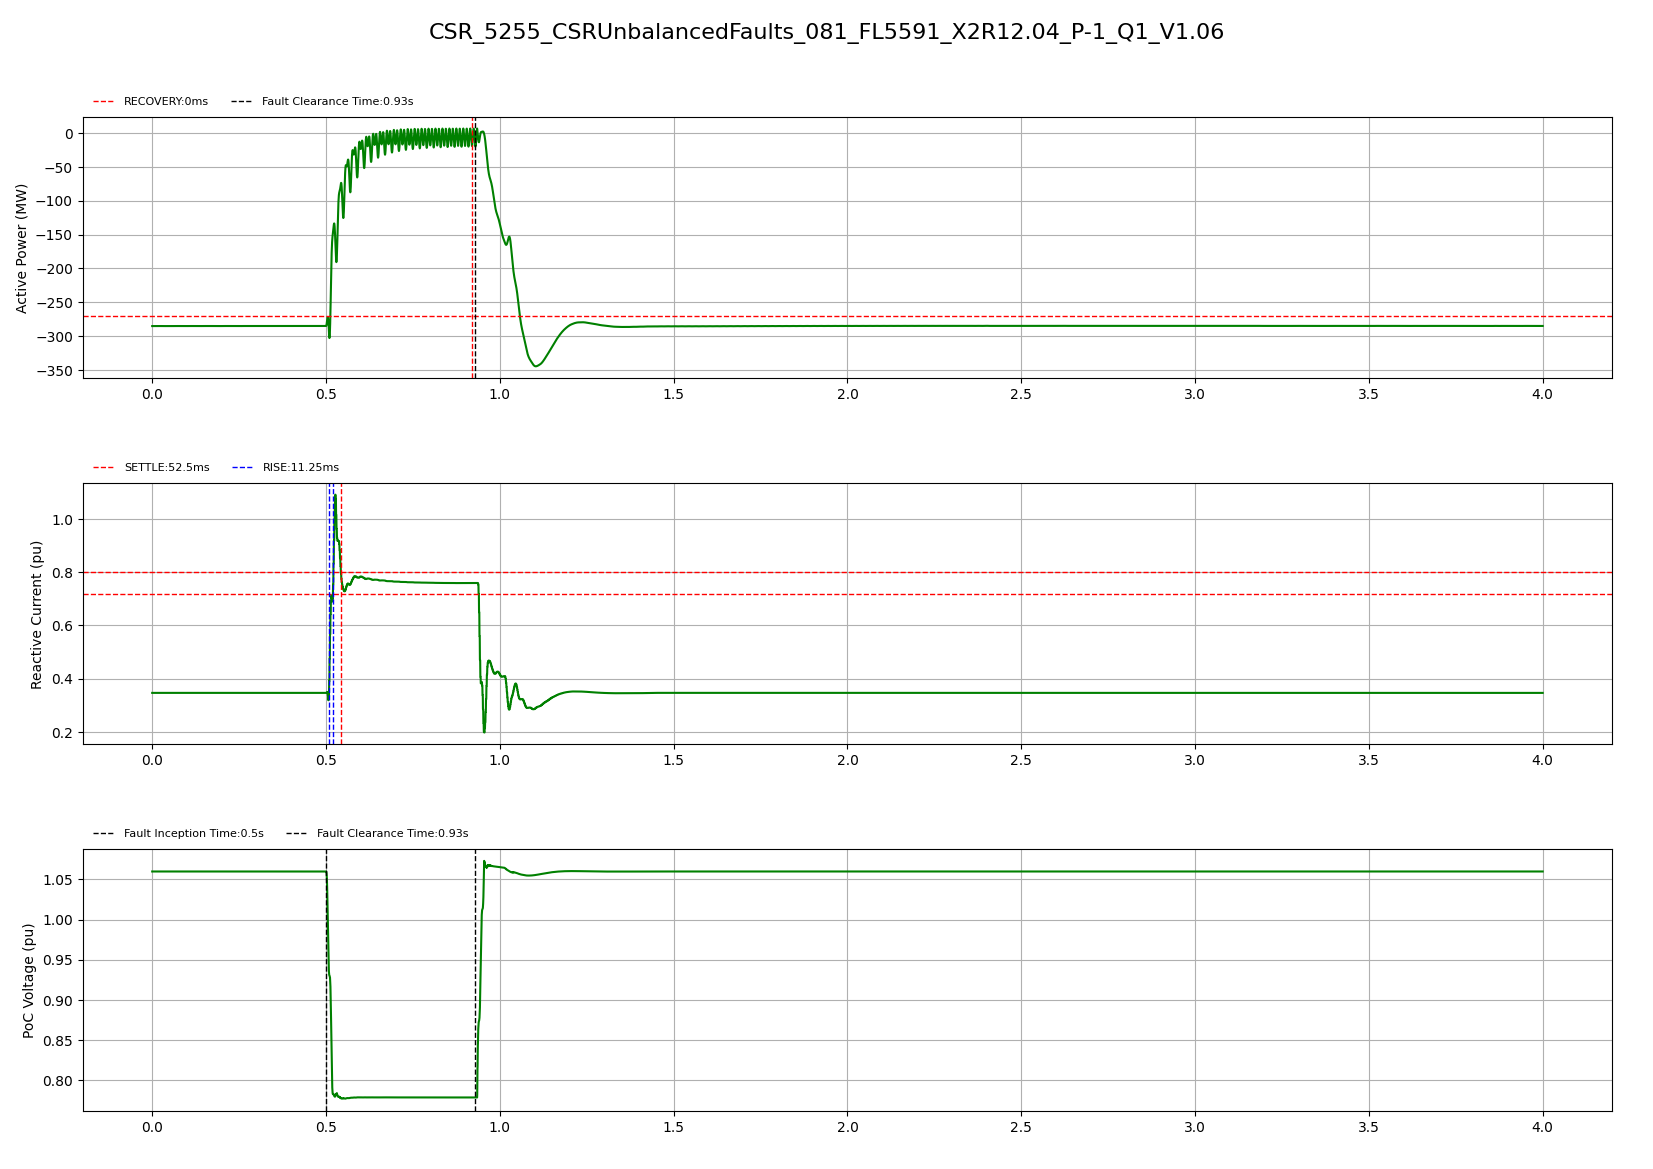 CSR_5255_CSRUnbalancedFaults_081_FL5591_X2R12.04_P-1_Q1_V1.06
RECOVERY:0ms Fault Clearance Time:0.93s
Active Power (MW)
0
−50
−100
−150
−200
−250
−300
−350
0.0 0.5 1.0 1.5 2.0 2.5 3.0 3.5 4.0
SETTLE:52.5ms RISE:11.25ms
Reactive Current (pu)
1.0
0.8
0.6
0.4
0.2
0.0 0.5 1.0 1.5 2.0 2.5 3.0 3.5 4.0
Fault Inception Time:0.5s Fault Clearance Time:0.93s
PoC Voltage (pu)
1.05
1.00
0.95
0.90
0.85
0.80
0.0 0.5 1.0 1.5 2.0 2.5 3.0 3.5 4.0